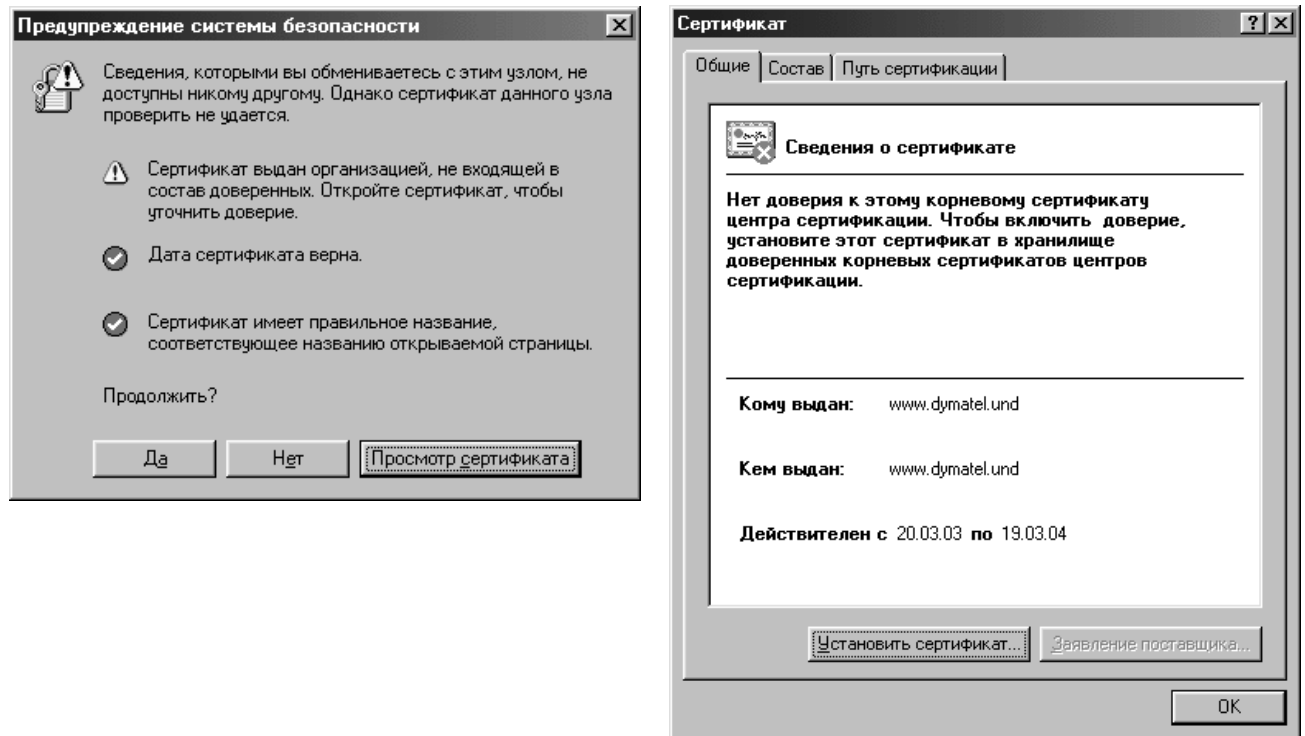 Предупреждение системы безопасности
Сведения, которыми вы обмениваетесь с этим узлом, не
доступны никому другому. Однако сертификат данного узла
проверить не удается.
Сертификат выдан организацией, не входящей в
состав доверенных. Откройте сертификат, чтобы
уточнить доверие.
Дата сертификата верна.
Сертификат имеет правильное название,
соответствующее названию открываемой страницы.
Продолжить?
Да Нет Просмотр сертификата
Сертификат
Общие Состав Путь сертификации
Сведения о сертификате
Нет доверия к этому корневому сертификату
центра сертификации. Чтобы включить доверие,
установите этот сертификат в хранилище
доверенных корневых сертификатов центров
сертификации.
Кому выдан: www.dymatel.und
Кем выдан: www.dymatel.und
Действителен с 20.03.03 по 19.03.04
Установить сертификат... Заявление поставщика...
OK